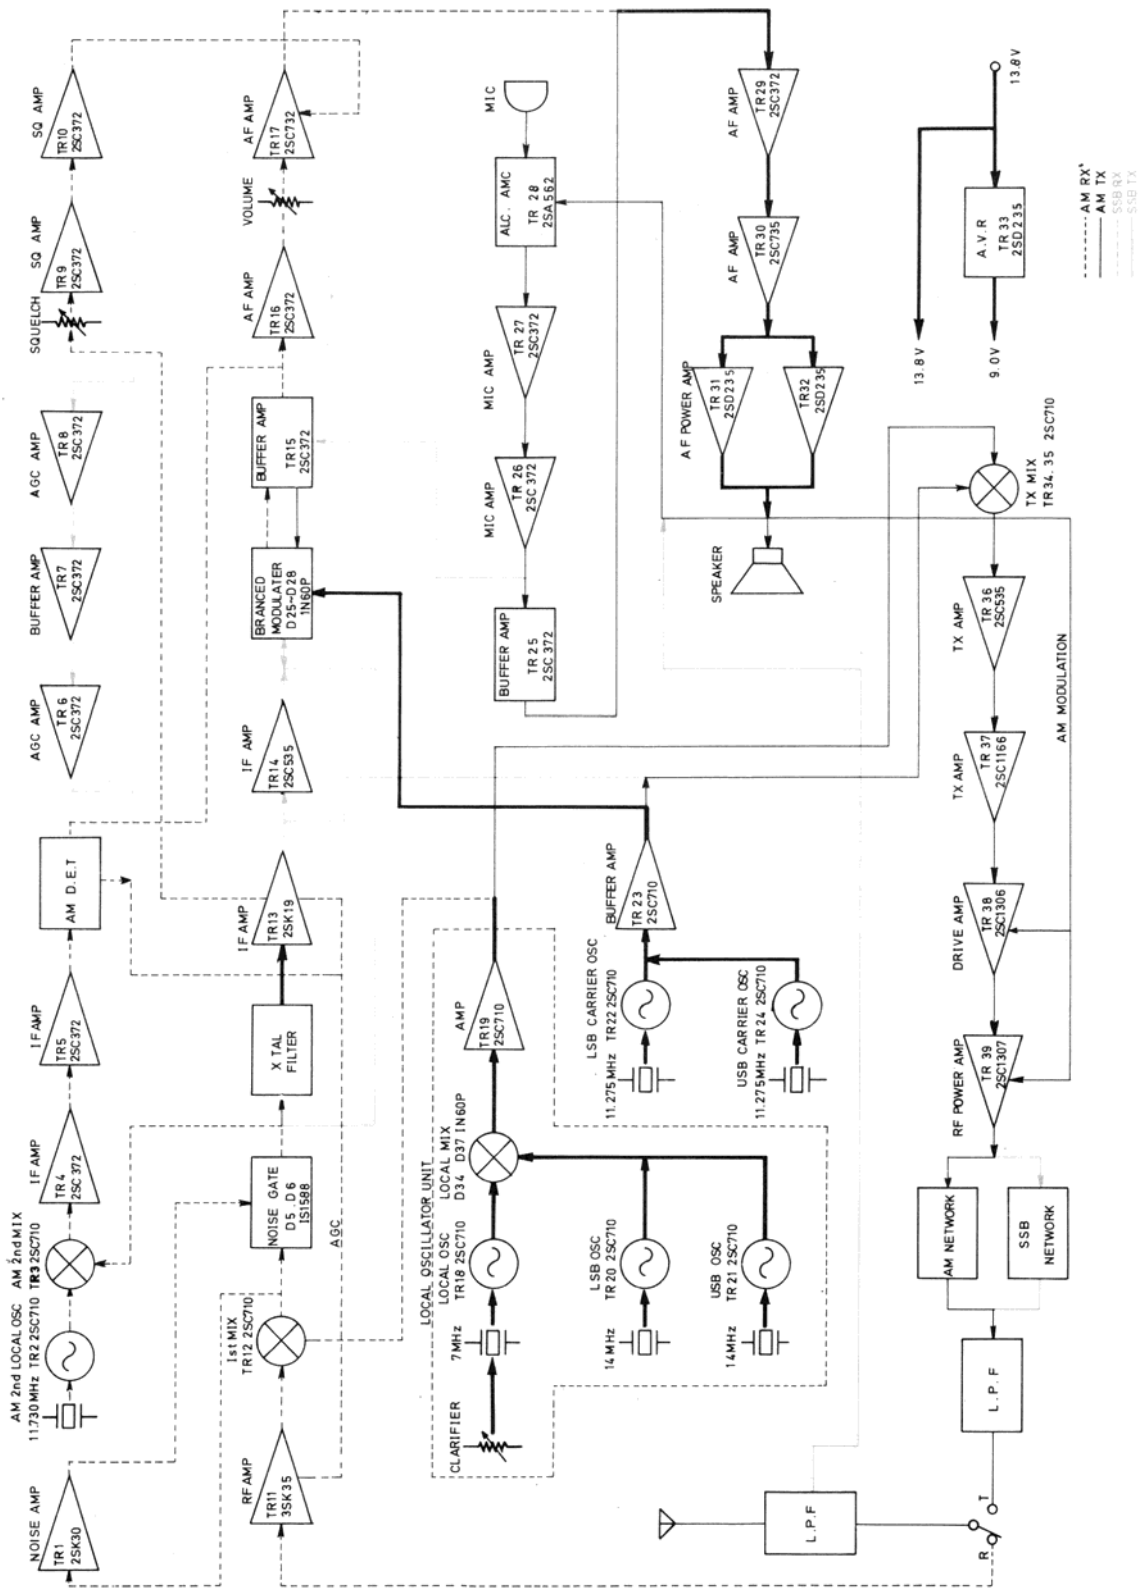 NOISE AMP
TR1
2SK30
AM 2nd LOCAL OSC
11.730MHz TR2 2SC710
AM 2nd MIX
TR3 2SC710
IF AMP
TR4
2SC372
IF AMP
TR5
2SC372
AM D.E.T
AGC AMP
TR6
2SC372
BUFFER AMP
TR7
2SC372
AGC AMP
TR8
2SC372
SQUELCH
SQ AMP
TR9
2SC372
SQ AMP
TR10
2SC372
RF AMP
TR11
3SK35
1st MIX
TR12 2SC710
NOISE GATE
D5. D6
IS1588
X TAL
FILTER
IF AMP
TR13
2SK19
IF AMP
TR14
2SC535
BRANCED
MODULATER
D25~D28
1N60P
BUFFER AMP
TR15
2SC372
AF AMP
TR16
2SC372
VOLUME
AF AMP
TR17
2SC732
AGC
LOCAL OSCILLATOR UNIT
CLARIFIER
7MHz
LOCAL OSC
TR18 2SC710
LOCAL MIX
D34 D37 IN60P
AMP
TR19
2SC710
14MHz
LSB OSC
TR20 2SC710
14MHz
USB OSC
TR21 2SC710
LSB CARRIER OSC
11.275MHz TR22 2SC710
USB CARRIER OSC
11.275MHz TR24 2SC710
BUFFER AMP
TR23
2SC710
BUFFER AMP
TR25
2SC372
MIC AMP
TR26
2SC372
MIC AMP
TR27
2SC372
ALC. AMC
TR 28
2SA562
MIC
AF AMP
TR29
2SC372
AF AMP
TR30
2SC735
AF POWER AMP
TR31
2SD235
TR32
2SD235
SPEAKER
13.8V
13.8V
A.V.R
TR33
2SD235
9.0V
L.P.F
R
T
L.P.F
AM NETWORK
SSB
NETWORK
RF POWER AMP
TR 39
2SC1307
DRIVE AMP
TR 38
2SC1306
TX AMP
TR 37
2SC1166
TX AMP
TR 36
2SC535
TX MIX
TR34. 35 2SC710
AM MODULATION
AM RX
AM TX
SSB RX
SSB TX